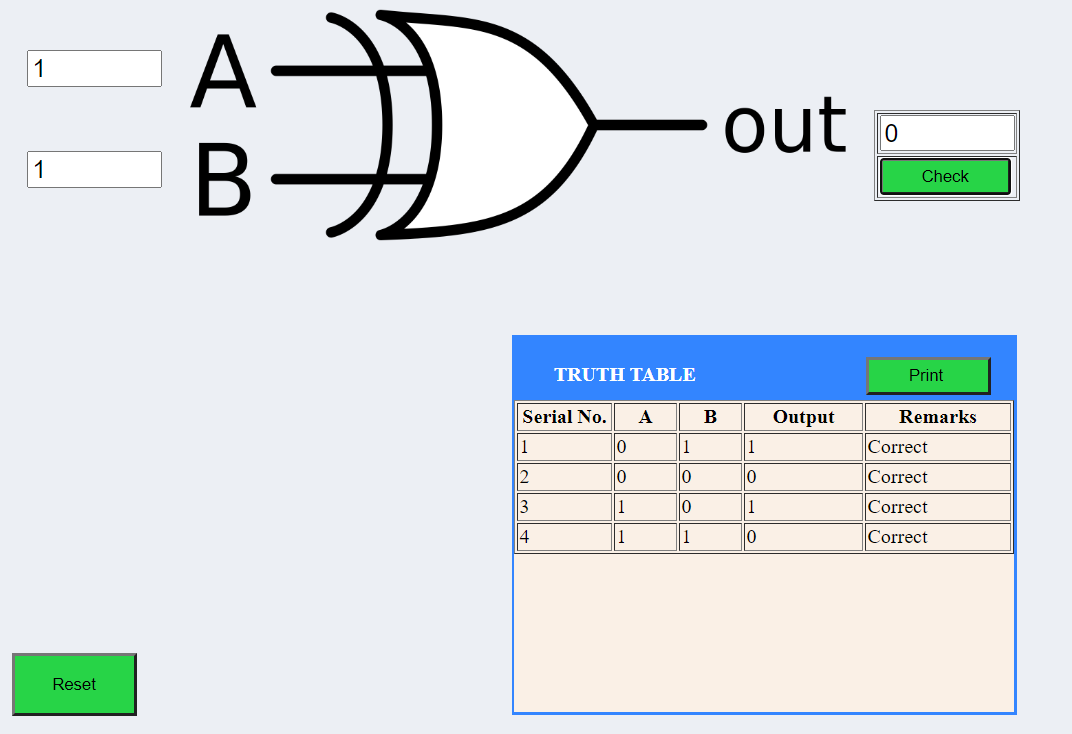 1
A
1
B
out
0
Check
TRUTH TABLE Print
Serial No. A B Output Remarks
1 0 1 1 Correct
2 0 0 0 Correct
3 1 0 1 Correct
4 1 1 0 Correct
Reset